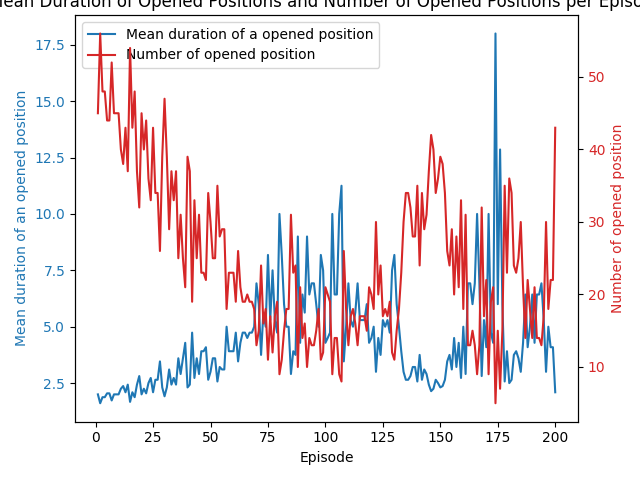 Mean Duration of Opened Positions and Number of Opened Positions per Episode
Mean duration of a opened position
Number of opened position
17.5
15.0
12.5
10.0
7.5
5.0
2.5
Mean duration of an opened position
50
40
30
20
10
Number of opened position
0 25 50 75 100 125 150 175 200
Episode